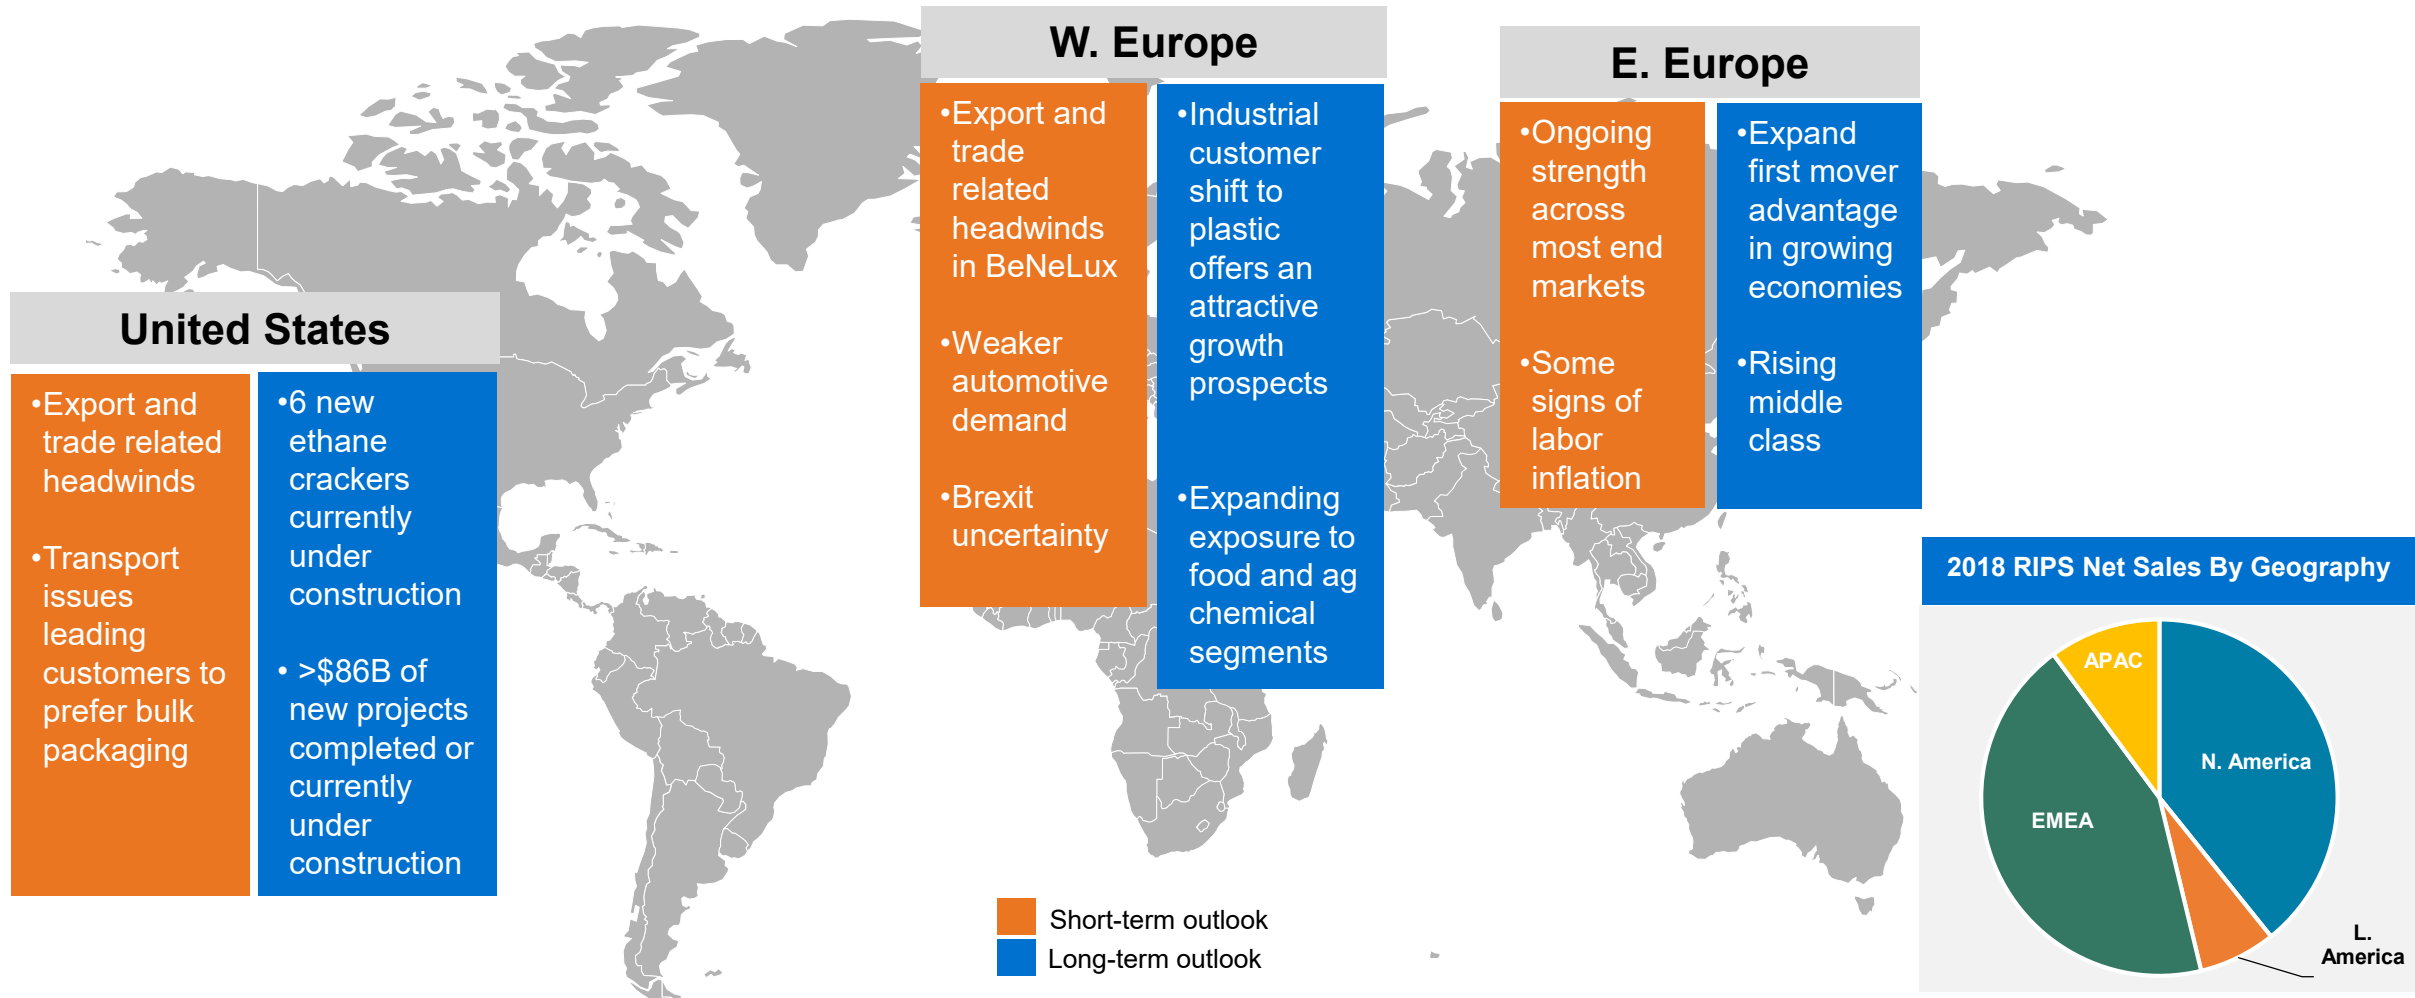 United States
•Export and
trade related
headwinds
•Transport
issues
leading
customers to
prefer bulk
packaging
•6 new
ethane
crackers
currently
under
construction
• >$86B of
new projects
completed or
currently
under
construction
W. Europe
•Export and
trade
related
headwinds
in BeNeLux
•Weaker
automotive
demand
•Brexit
uncertainty
•Industrial
customer
shift to
plastic
offers an
attractive
growth
prospects
•Expanding
exposure to
food and ag
chemical
segments
E. Europe
•Ongoing
strength
across
most end
markets
•Some
signs of
labor
inflation
•Expand
first mover
advantage
in growing
economies
•Rising
middle
class
2018 RIPS Net Sales By Geography
APAC
N. America
EMEA
L.
America
Short-term outlook
Long-term outlook